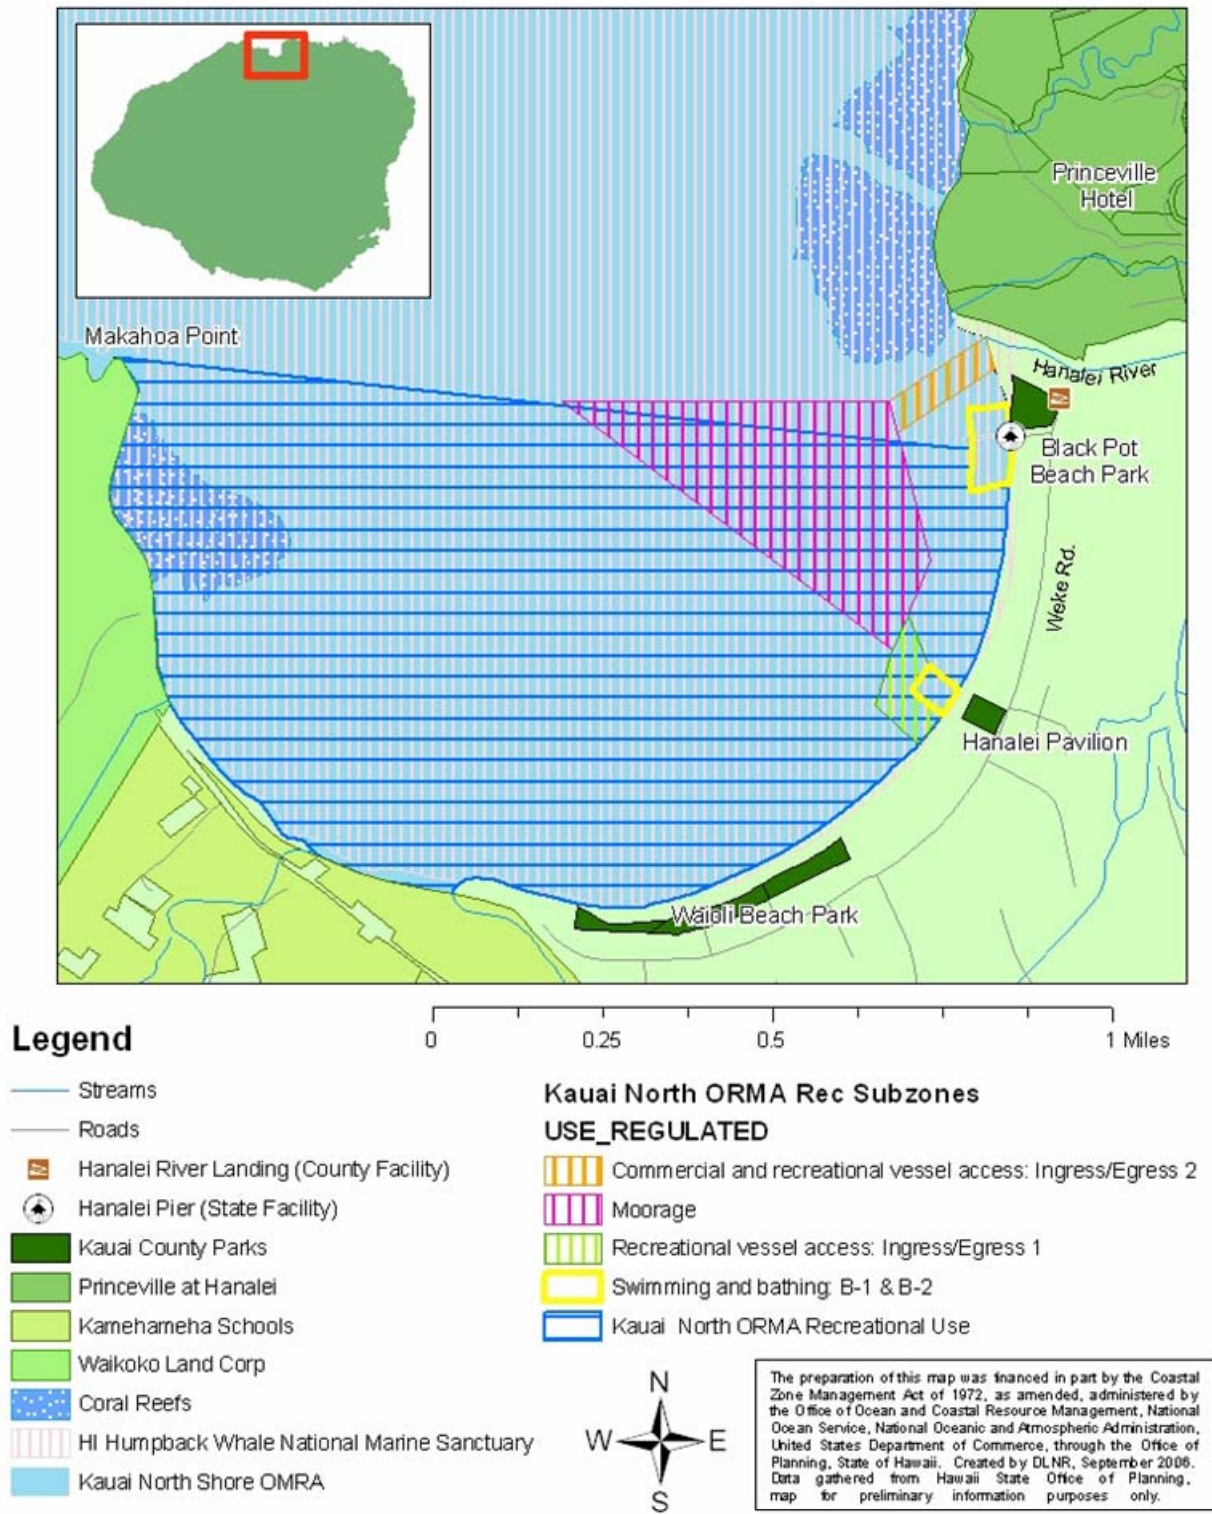 Princeville
Hotel
Makahoa Point
Hanalei River
Black Pot
Beach Park
Weke Rd.
Hanalei Pavilion
Waioli Beach Park
0 0.25 0.5 1 Miles
Legend
Streams
Roads
Hanalei River Landing (County Facility)
Hanalei Pier (State Facility)
Kauai County Parks
Princeville at Hanalei
Kamehameha Schools
Waikoko Land Corp
Coral Reefs
HI Humpback Whale National Marine Sanctuary
Kauai North Shore OMRA
Kauai North ORMA Rec Subzones
USE_REGULATED
Commercial and recreational vessel access: Ingress/Egress 2
Moorage
Recreational vessel access: Ingress/Egress 1
Swimming and bathing: B-1 & B-2
Kauai North ORMA Recreational Use
N
W E
S
The preparation of this map was financed in part by the Coastal
Zone Management Act of 1972, as amended, administered by
the Office of Ocean and Coastal Resource Management, National
Ocean Service, National Oceanic and Atmospheric Administration,
United States Department of Commerce, through the Office of
Planning, State of Hawaii. Created by DLNR, September 2006.
Data gathered from Hawaii State Office of Planning,
map for preliminary information purposes only.